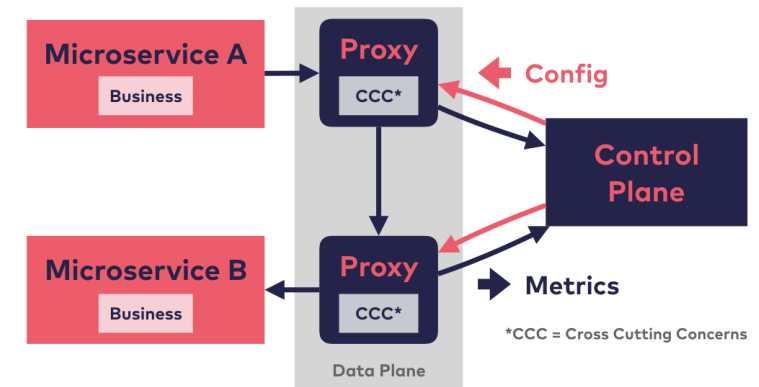 Microservice A
Business
Proxy
CCC*
Config
Control
Plane
Microservice B
Business
Proxy
CCC*
Metrics
*CCC = Cross Cutting Concerns
Data Plane